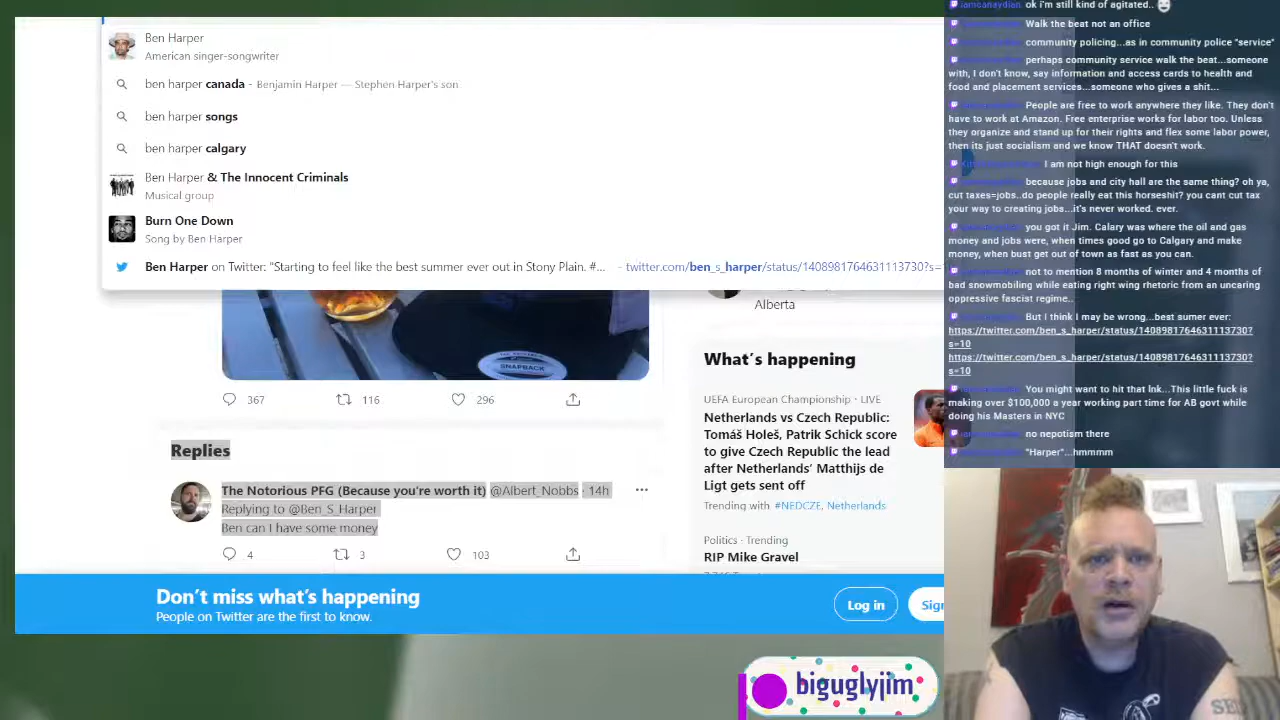 Ben Harper
American singer-songwriter
ben harper canada - Benjamin Harper — Stephen Harper's son
ben harper songs
ben harper calgary
Ben Harper & The Innocent Criminals
Musical group
Burn One Down
Song by Ben Harper
Ben Harper on Twitter: "Starting to feel like the best summer ever out in Stony Plain. #... - twitter.com/ben_s_harper/status/1408981764631113730?s=1
Alberta
SNAPBACK
367 116 296
Replies
The Notorious PFG (Because you're worth it) @Albert_Nobbs · 14h
Replying to @Ben_S_Harper
Ben can I have some money
4 3 103
What's happening
UEFA European Championship · LIVE
Netherlands vs Czech Republic:
Tomáš Holeš, Patrik Schick score
to give Czech Republic the lead
after Netherlands' Matthijs de
Ligt gets sent off
Trending with #NEDCZE, Netherlands
Politics · Trending
RIP Mike Gravel
Don't miss what's happening
People on Twitter are the first to know.
Log in
Sign
biguglyjim
ok i'm still kind of agitated..
Walk the beat not an office
community policing...as in community police "service"
perhaps community service walk the beat...someone
with, I don't know, say information and access cards to health and
food and placement services...someone who gives a shit...
People are free to work anywhere they like. They don't
have to work at Amazon. Free enterprise works for labor too. Unless
they organize and stand up for their rights and flex some labor power,
then its just socialism and we know THAT doesn't work.
I am not high enough for this
because jobs and city hall are the same thing? oh ya,
cut taxes=jobs..do people really eat this horseshit? you cant cut tax
your way to creating jobs...it's never worked. ever.
you got it Jim. Calary was where the oil and gas
money and jobs were, when times good go to Calgary and make
money, when bust get out of town as fast as you can.
not to mention 8 months of winter and 4 months of
bad snowmobiling while eating right wing rhetoric from an uncaring
oppressive fascist regime..
But I think I may be wrong...best sumer ever:
https://twitter.com/ben_s_harper/status/1408981764631113730?
s=10
https://twitter.com/ben_s_harper/status/1408981764631113730?
s=10
You might want to hit that lnk...This little fuck is
making over $100,000 a year working part time for AB govt while
doing his Masters in NYC
no nepotism there
"Harper"...hmmmm